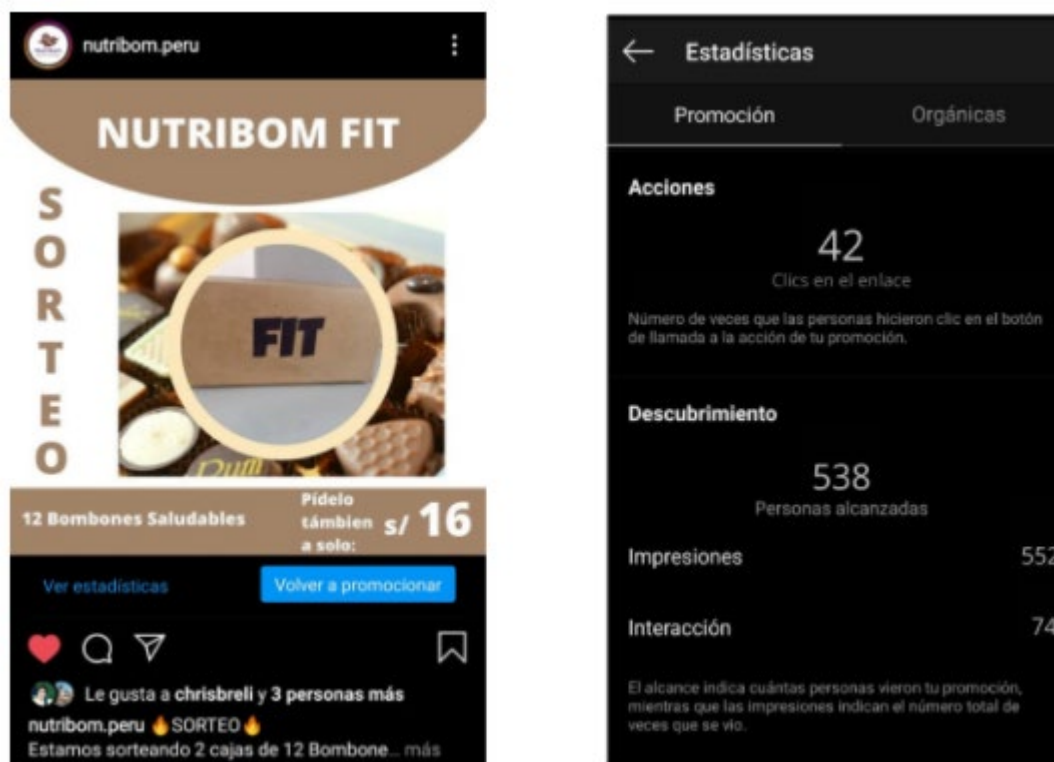 nutribom.peru
NUTRIBOM FIT
SORTEO
FIT
12 Bombones Saludables
Pídelo
támbien
a solo:
s/ 16
Ver estadísticas
Volver a promocionar
Le gusta a chrisbreli y 3 personas más
nutribom.peru 🔥SORTEO🔥
Estamos sorteando 2 cajas de 12 Bombone... más
Estadísticas
Promoción
Orgánicas
Acciones
42
Clics en el enlace
Número de veces que las personas hicieron clic en el botón
de llamada a la acción de tu promoción.
Descubrimiento
538
Personas alcanzadas
Impresiones 552
Interacción 74
El alcance indica cuántas personas vieron tu promoción,
mientras que las impresiones indican el número total de
veces que se vio.